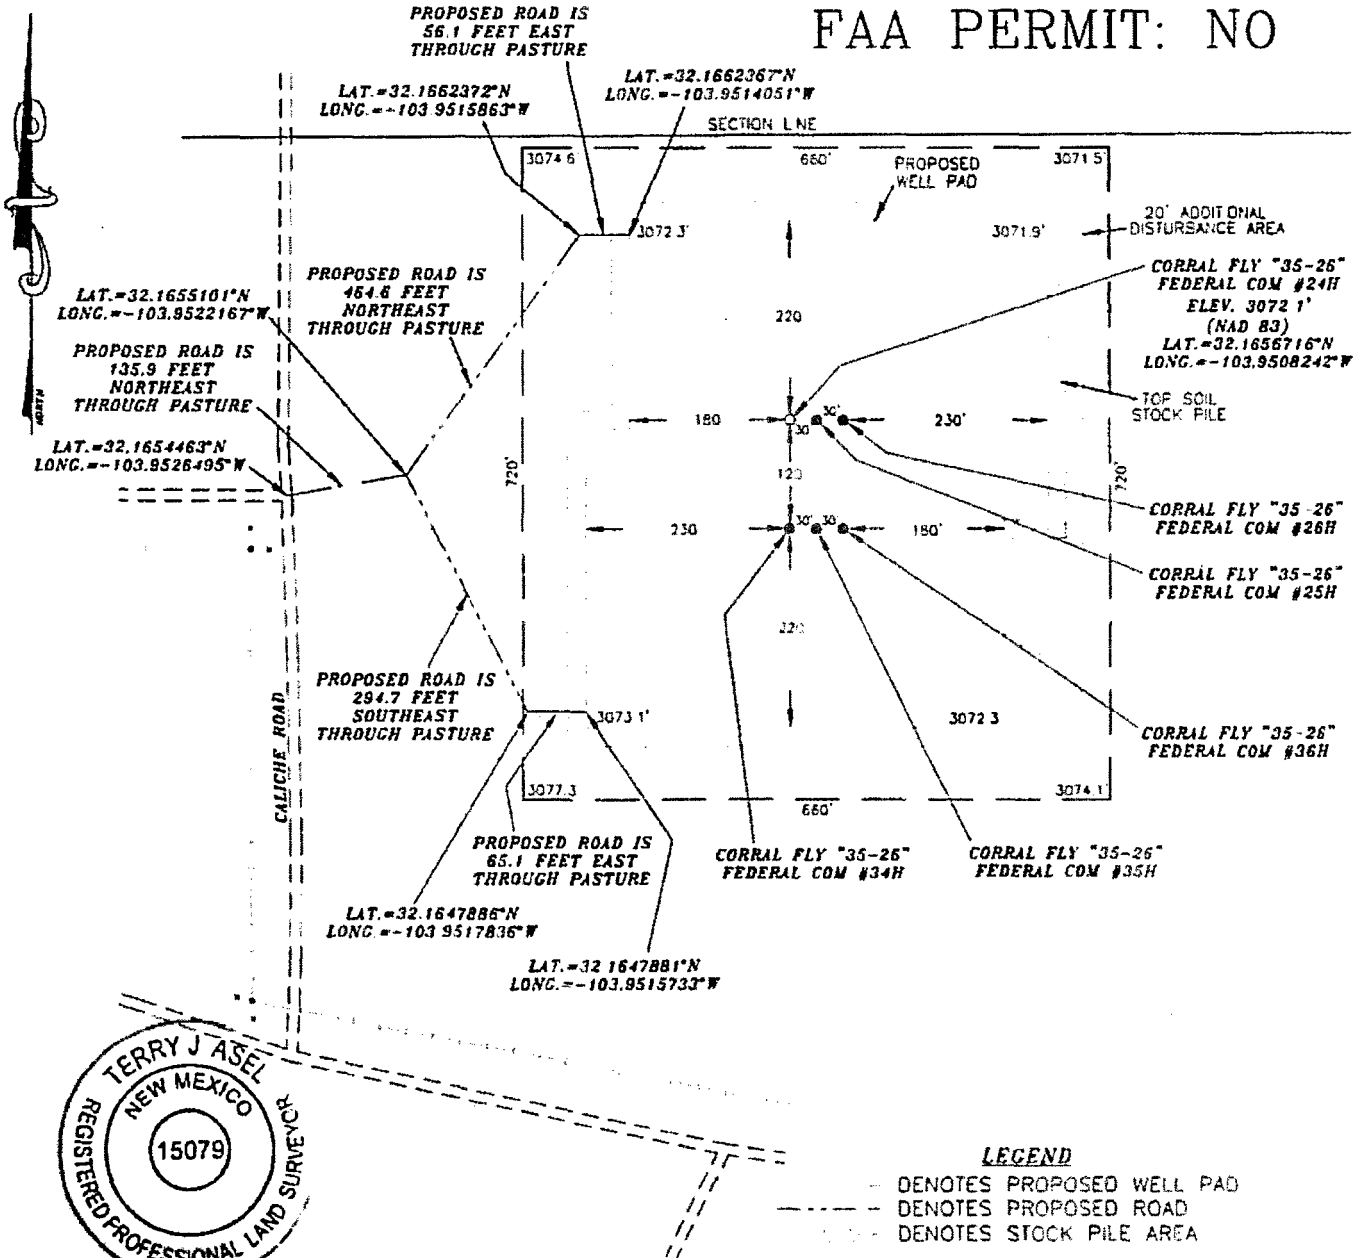 FAA PERMIT: NO
PROPOSED ROAD IS
56.1 FEET EAST
THROUGH PASTURE
LAT.=32.1662372°N
LONG.=-103.9515863°W
LAT.=32.1662367°N
LONG.=-103.9514051°W
SECTION L NE
3074.6
660'
3071.5
PROPOSED
WELL PAD
20' ADDIT ONAL
DISTURBANCE AREA
3072.3'
3071.9'
CORRAL FLY "35-26"
FEDERAL COM #24H
ELEV. 3072 1'
(NAD 83)
LAT.=32.1656716°N
LONG.=-103.9508242°W
PROPOSED ROAD IS
464.6 FEET
NORTHEAST
THROUGH PASTURE
LAT.=32.1655101°N
LONG.=-103.9522167°W
220
PROPOSED ROAD IS
135.9 FEET
NORTHEAST
THROUGH PASTURE
NORTH
TOP SOIL
STOCK PILE
180
30'
30'
230'
LAT.=32.1654463°N
LONG.=-103.9526495°W
720'
120
720'
CORRAL FLY "35-26"
FEDERAL COM #26H
230
30'
30'
180'
CORRAL FLY "35-26"
FEDERAL COM #25H
220
PROPOSED ROAD IS
294.7 FEET
SOUTHEAST
THROUGH PASTURE
3073.1'
3072.3
CORRAL FLY "35-26"
FEDERAL COM #36H
CALICHE ROAD
3077.3
660'
3074.1'
PROPOSED ROAD IS
65.1 FEET EAST
THROUGH PASTURE
CORRAL FLY "35-26"
FEDERAL COM #34H
CORRAL FLY "35-26"
FEDERAL COM #35H
LAT.=32.1647886°N
LONG.=-103.9517836°W
LAT.=32 1647881°N
LONG.=-103.9515733°W
TERRY J ASEL
NEW MEXICO
15079
REGISTERED PROFESSIONAL LAND SURVEYOR
LEGEND
DENOTES PROPOSED WELL PAD
DENOTES PROPOSED ROAD
DENOTES STOCK PILE AREA